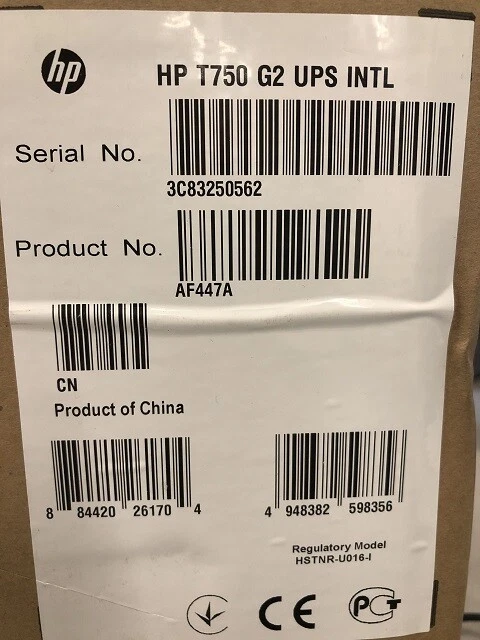 hp
HP T750 G2 UPS INTL
Serial No.
3C83250562
Product No.
AF447A
CN
Product of China
8 84420 26170 4
4 948382 598356
Regulatory Model
HSTNR-U016-I
CE
PCT